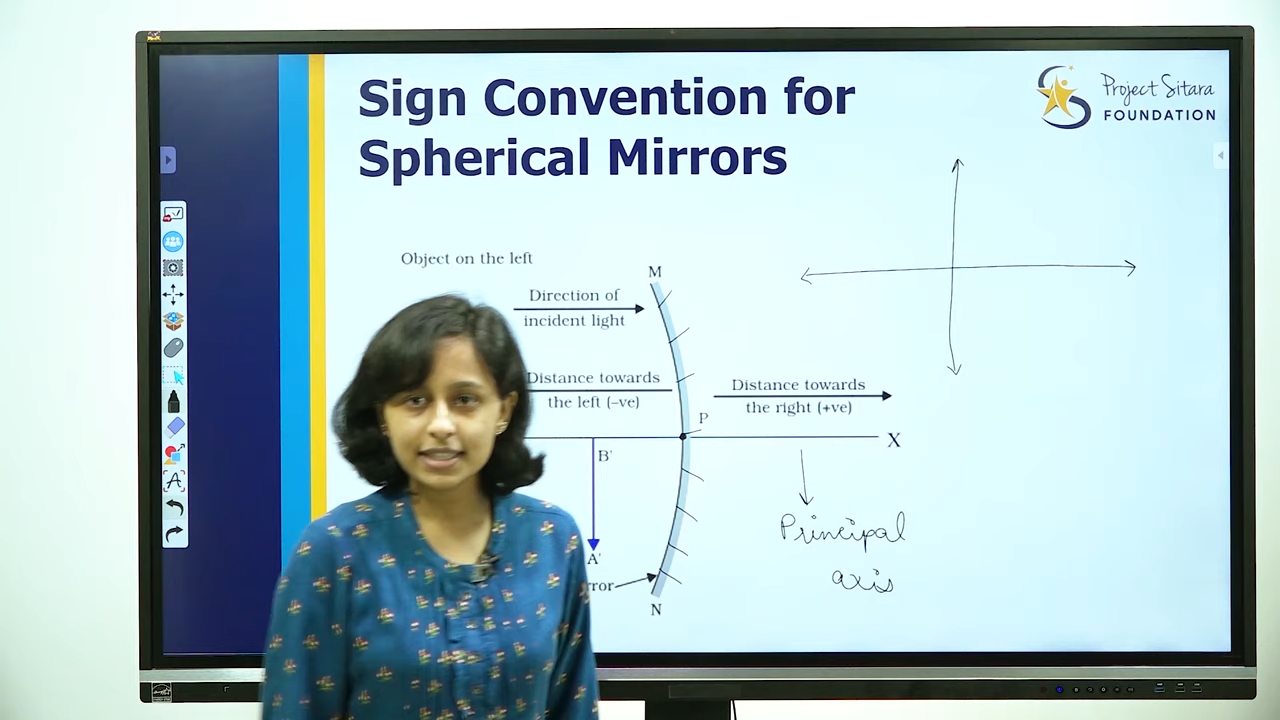 Sign Convention for
Spherical Mirrors
Project Sitara
FOUNDATION
Object on the left
M
Direction of
incident light
Distance towards
the left (–ve)
Distance towards
the right (+ve)
P
X
B'
A'
Principal
axis
N
A